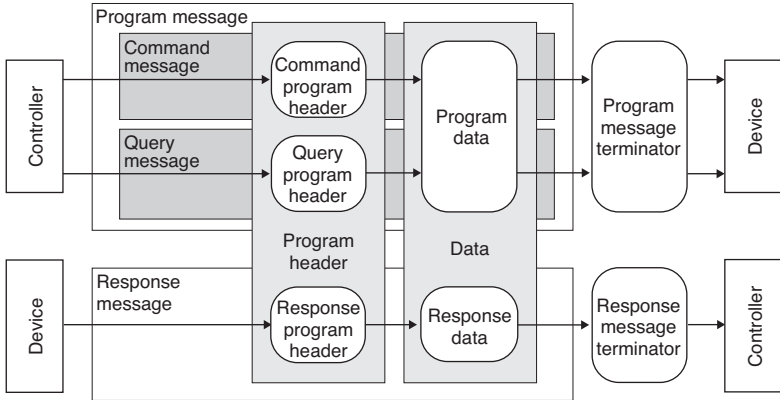 Program message
Command
message
Command
program
header
Controller
Program
data
Program
message
terminator
Device
Query
message
Query
program
header
Program
header
Data
Response
message
Device
Response
program
header
Response
data
Response
message
terminator
Controller